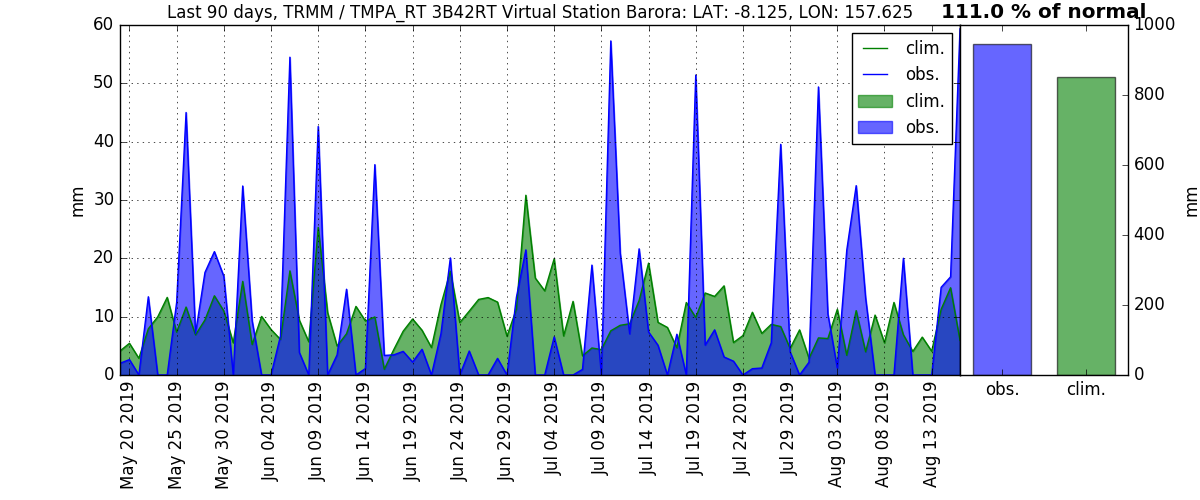 Last 90 days, TRMM / TMPA_RT 3B42RT Virtual Station Barora: LAT: -8.125, LON: 157.625
111.0 % of normal
60
50
40
30
20
10
0
mm
clim.
obs.
clim.
obs.
1000
800
600
400
200
0
mm
obs.
clim.
May 20 2019
May 25 2019
May 30 2019
Jun 04 2019
Jun 09 2019
Jun 14 2019
Jun 19 2019
Jun 24 2019
Jun 29 2019
Jul 04 2019
Jul 09 2019
Jul 14 2019
Jul 19 2019
Jul 24 2019
Jul 29 2019
Aug 03 2019
Aug 08 2019
Aug 13 2019